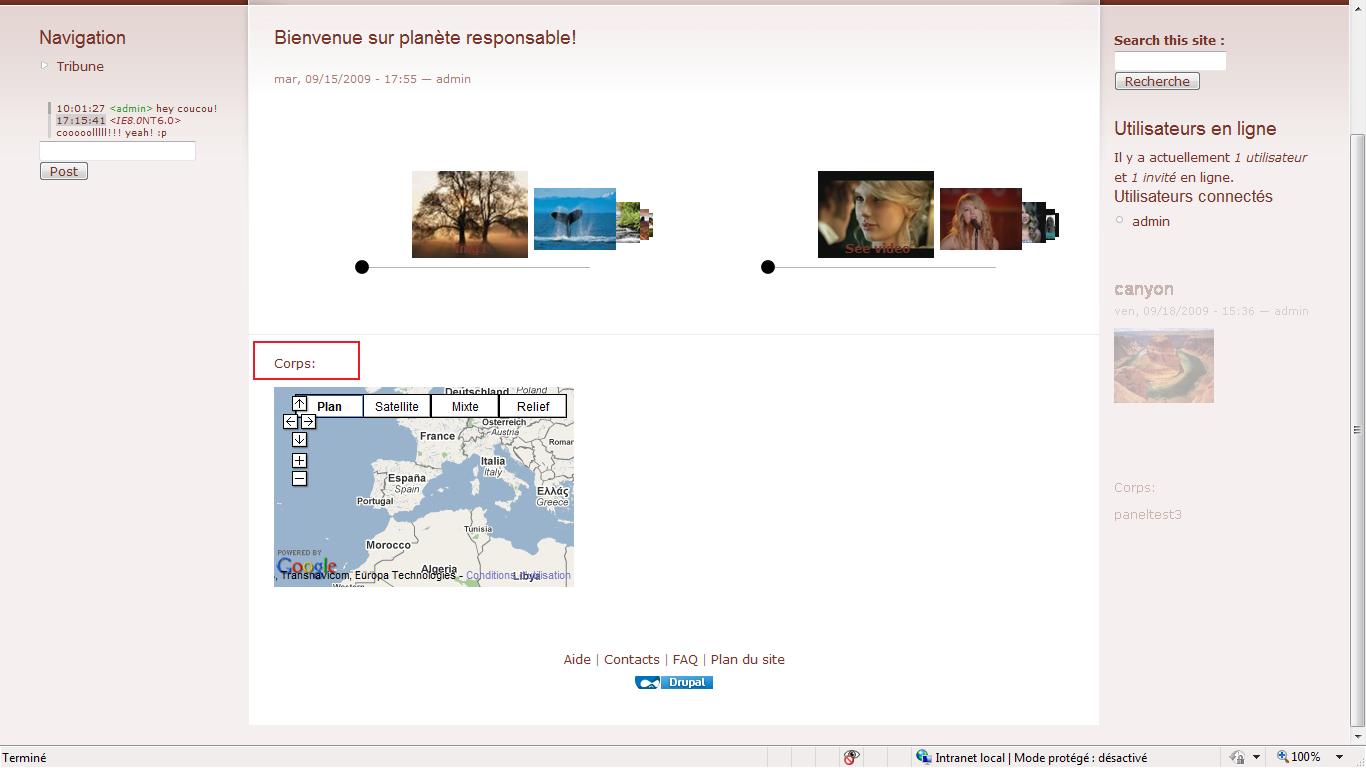 Navigation
Tribune
10:01:27 <admin> hey coucou!
17:15:41 <IE8.0NT6.0>
cooooolllll!!! yeah! :p
Post
Bienvenue sur planète responsable!
mar, 09/15/2009 - 17:55 — admin
See video
Corps:
Plan Satellite Mixte Relief
Deutschland Poland
Österreich
Austria
France
Italia
Italy
España
Spain
Portugal
Ελλάς
Greece
Tunisia
Morocco
Algeria
Libya
POWERED BY
Google
, Transnavicom, Europa Technologies - Conditions
Search this site :
Recherche
Utilisateurs en ligne
Il y a actuellement 1 utilisateur
et 1 invité en ligne.
Utilisateurs connectés
admin
canyon
ven, 09/18/2009 - 15:36 — admin
Corps:
paneltest3
Aide | Contacts | FAQ | Plan du site
Drupal
Terminé
Intranet local | Mode protégé : désactivé
100%